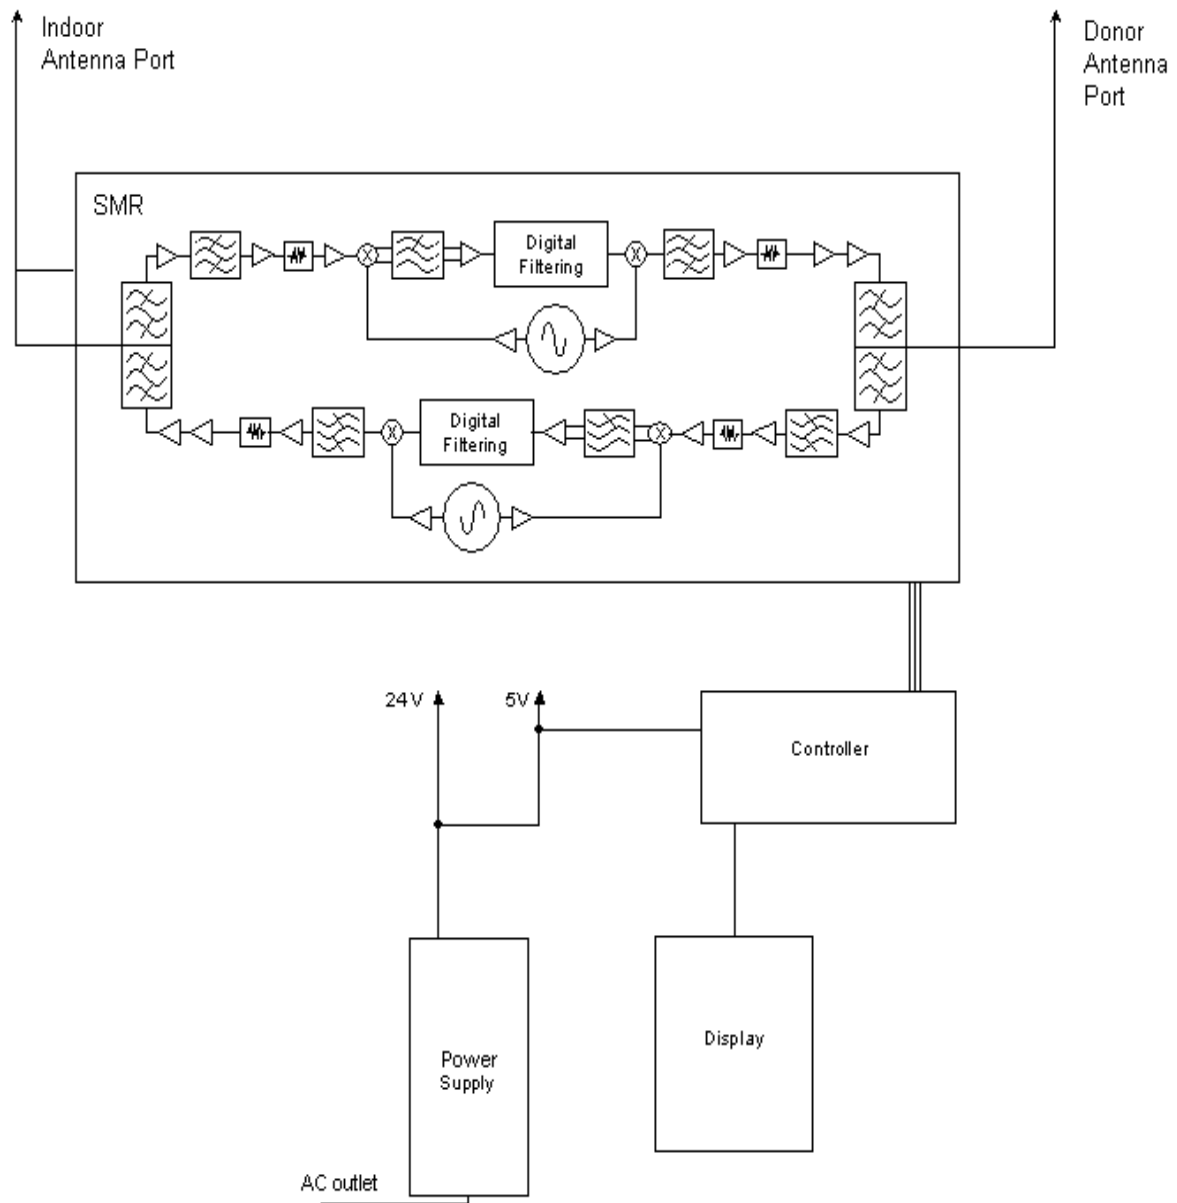 Indoor
Antenna Port
Donor
Antenna
Port
SMR
Digital
Filtering
X
X
Digital
Filtering
X
X
24V
5V
Controller
Power
Supply
Display
AC outlet